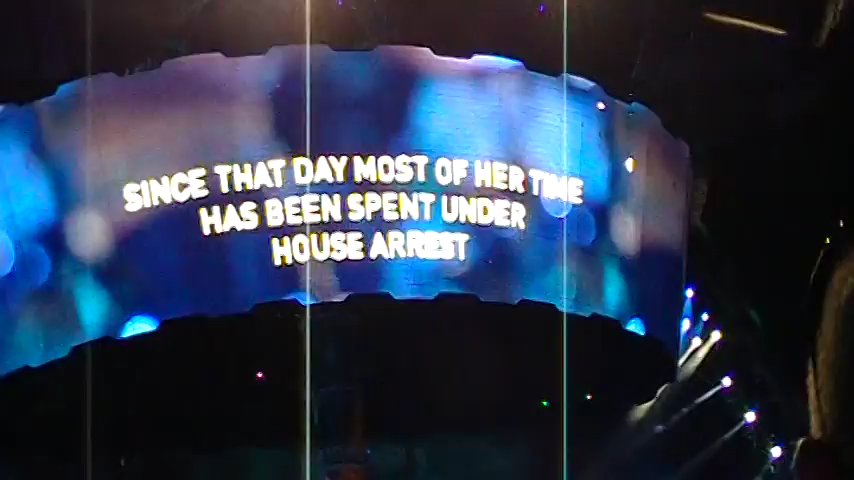 SINCE THAT DAY MOST OF HER TIME
HAS BEEN SPENT UNDER
HOUSE ARREST